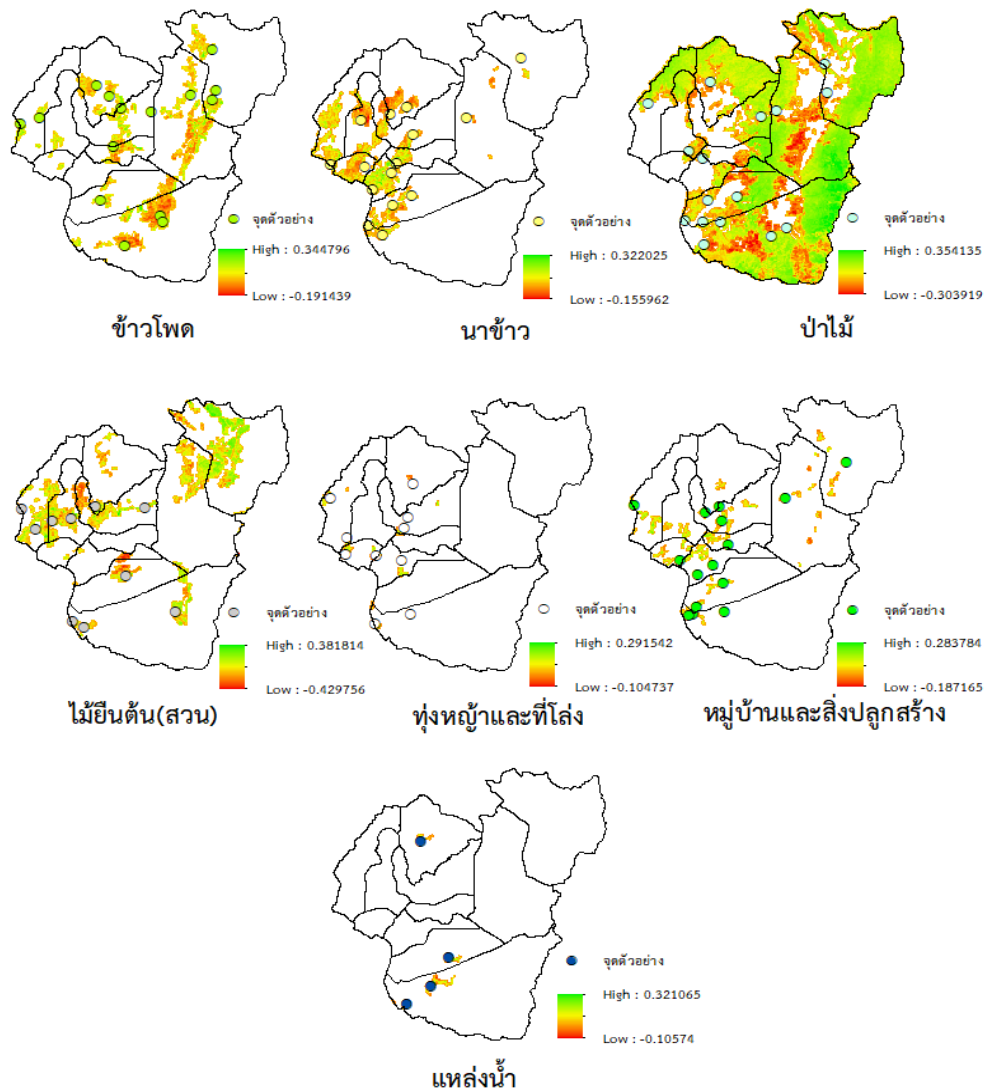 จุดตัวอย่าง
High : 0.344796
Low : -0.191439
ข้าวโพด
จุดตัวอย่าง
High : 0.322025
Low : -0.155962
นาข้าว
จุดตัวอย่าง
High : 0.354135
Low : -0.303919
ป่าไม้
จุดตัวอย่าง
High : 0.381814
Low : -0.429756
ไม้ยืนต้น(สวน)
จุดตัวอย่าง
High : 0.291542
Low : -0.104737
ทุ่งหญ้าและที่โล่ง
จุดตัวอย่าง
High : 0.283784
Low : -0.187165
หมู่บ้านและสิ่งปลูกสร้าง
จุดตัวอย่าง
High : 0.321065
Low : -0.10574
แหล่งน้ำ